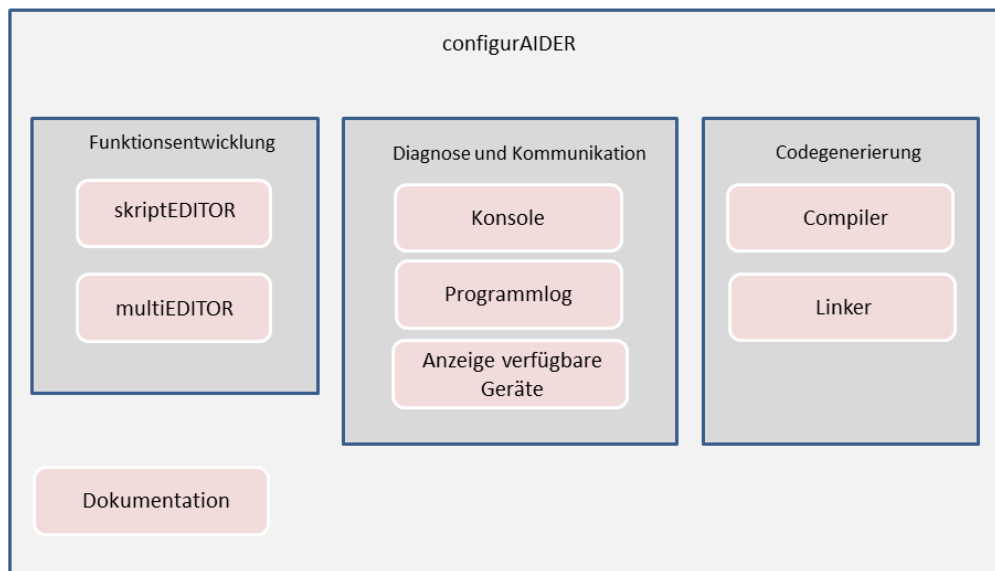 configurAIDER
Funktionsentwicklung
skriptEDITOR
multiEDITOR
Diagnose und Kommunikation
Konsole
Programmlog
Anzeige verfügbare
Geräte
Codegenerierung
Compiler
Linker
Dokumentation